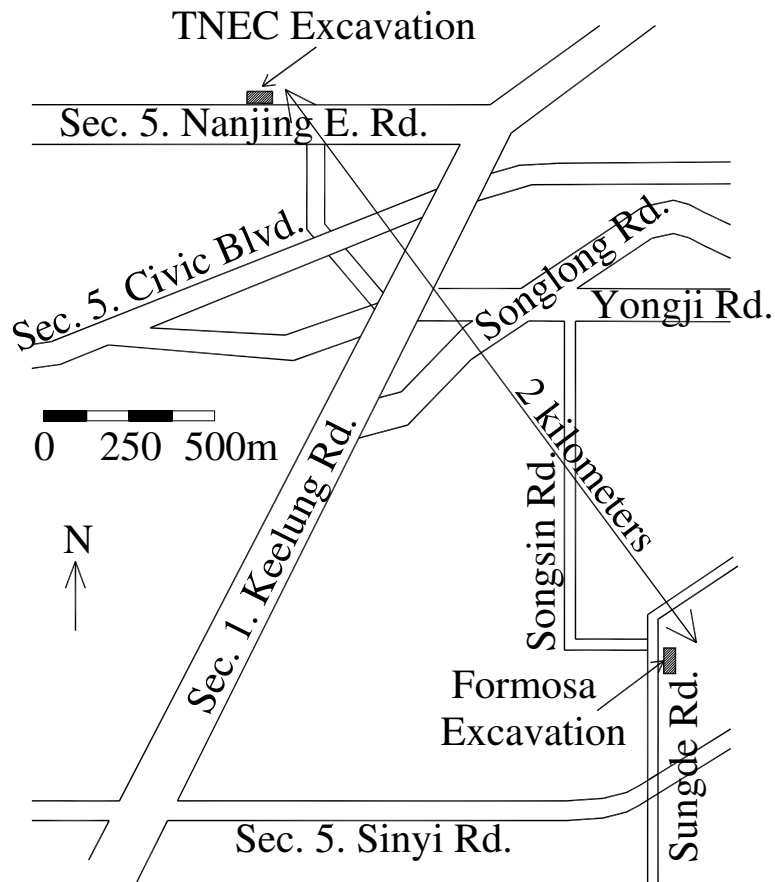 TNEC Excavation
Sec. 5. Nanjing E. Rd.
Sec. 5. Civic Blvd.
Songlong Rd.
Yongji Rd.
2 kilometers
0 250 500m
Sec. 1. Keelung Rd.
Songsin Rd.
N
Formosa
Excavation
Sungde Rd.
Sec. 5. Sinyi Rd.